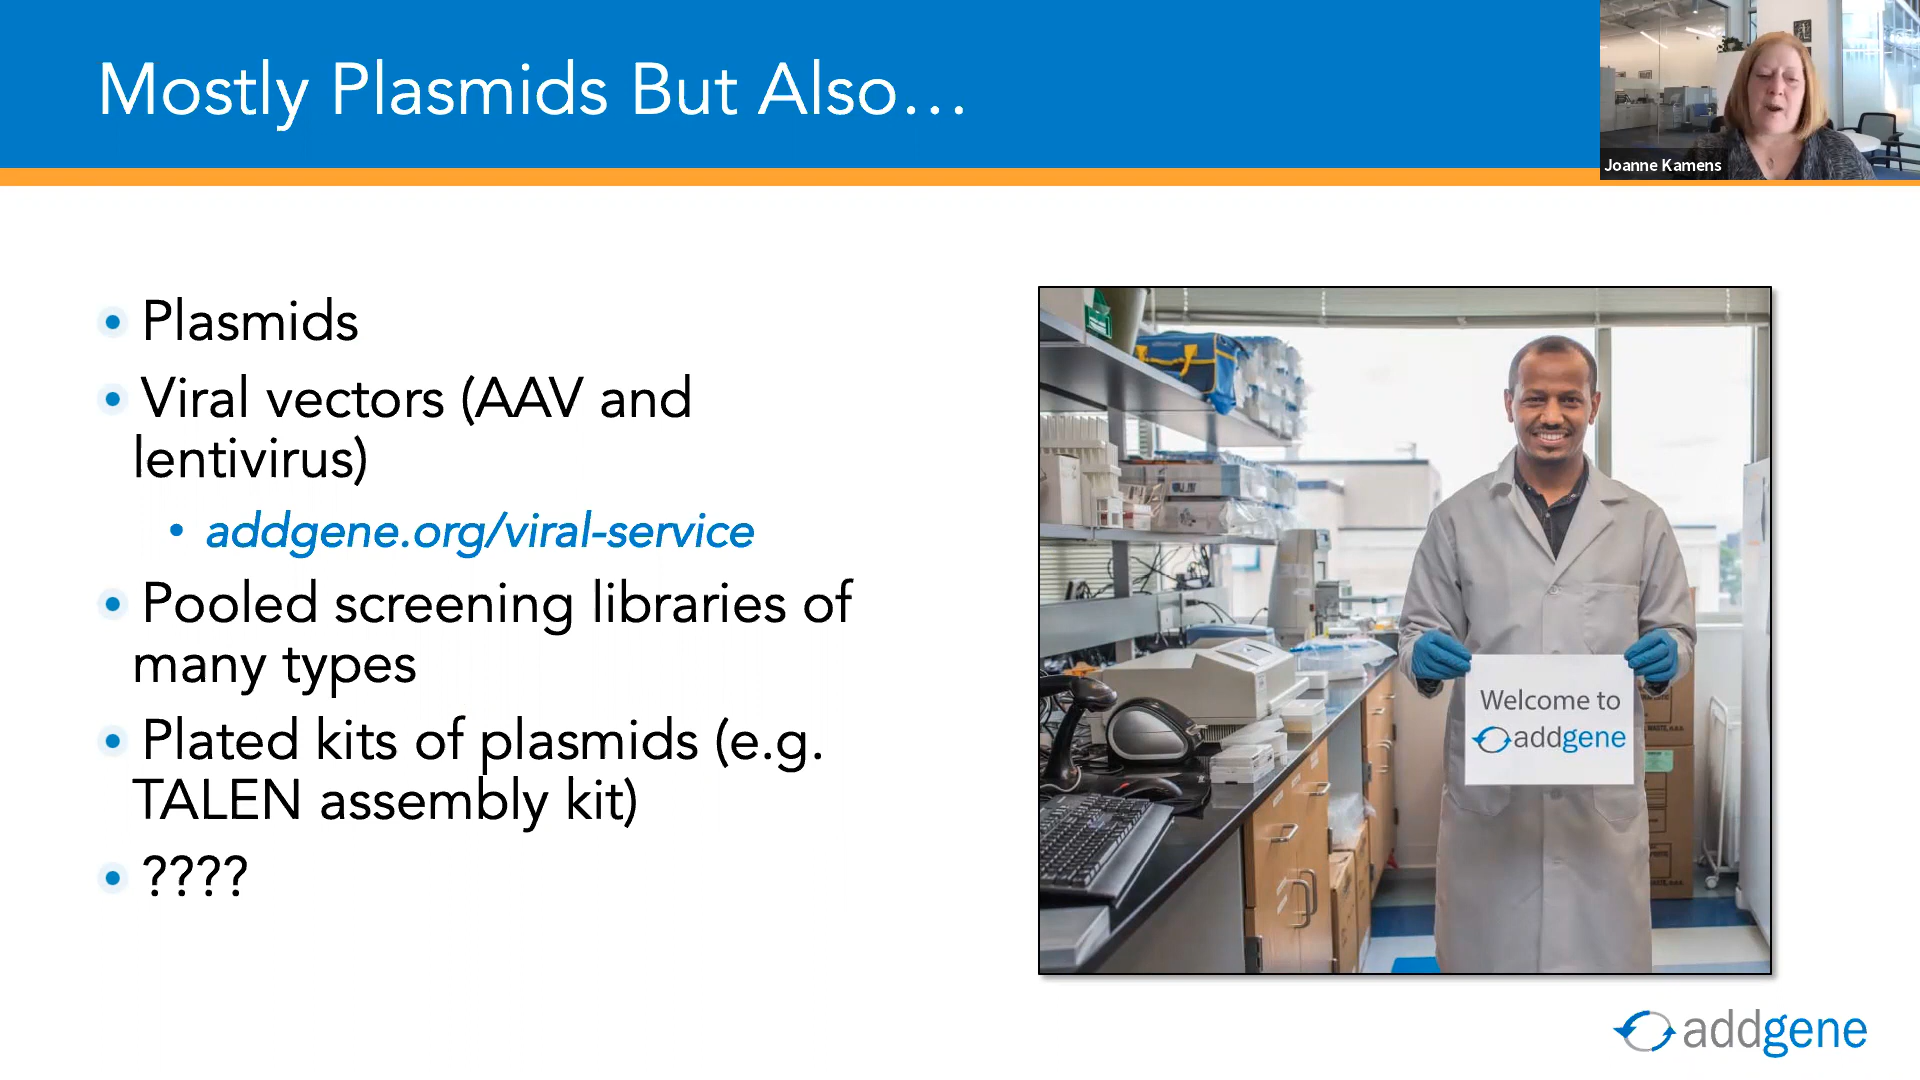 Mostly Plasmids But Also…
Joanne Kamens
• Plasmids
• Viral vectors (AAV and
lentivirus)
• addgene.org/viral-service
• Pooled screening libraries of
many types
• Plated kits of plasmids (e.g.
TALEN assembly kit)
• ????
Welcome to
addgene
addgene